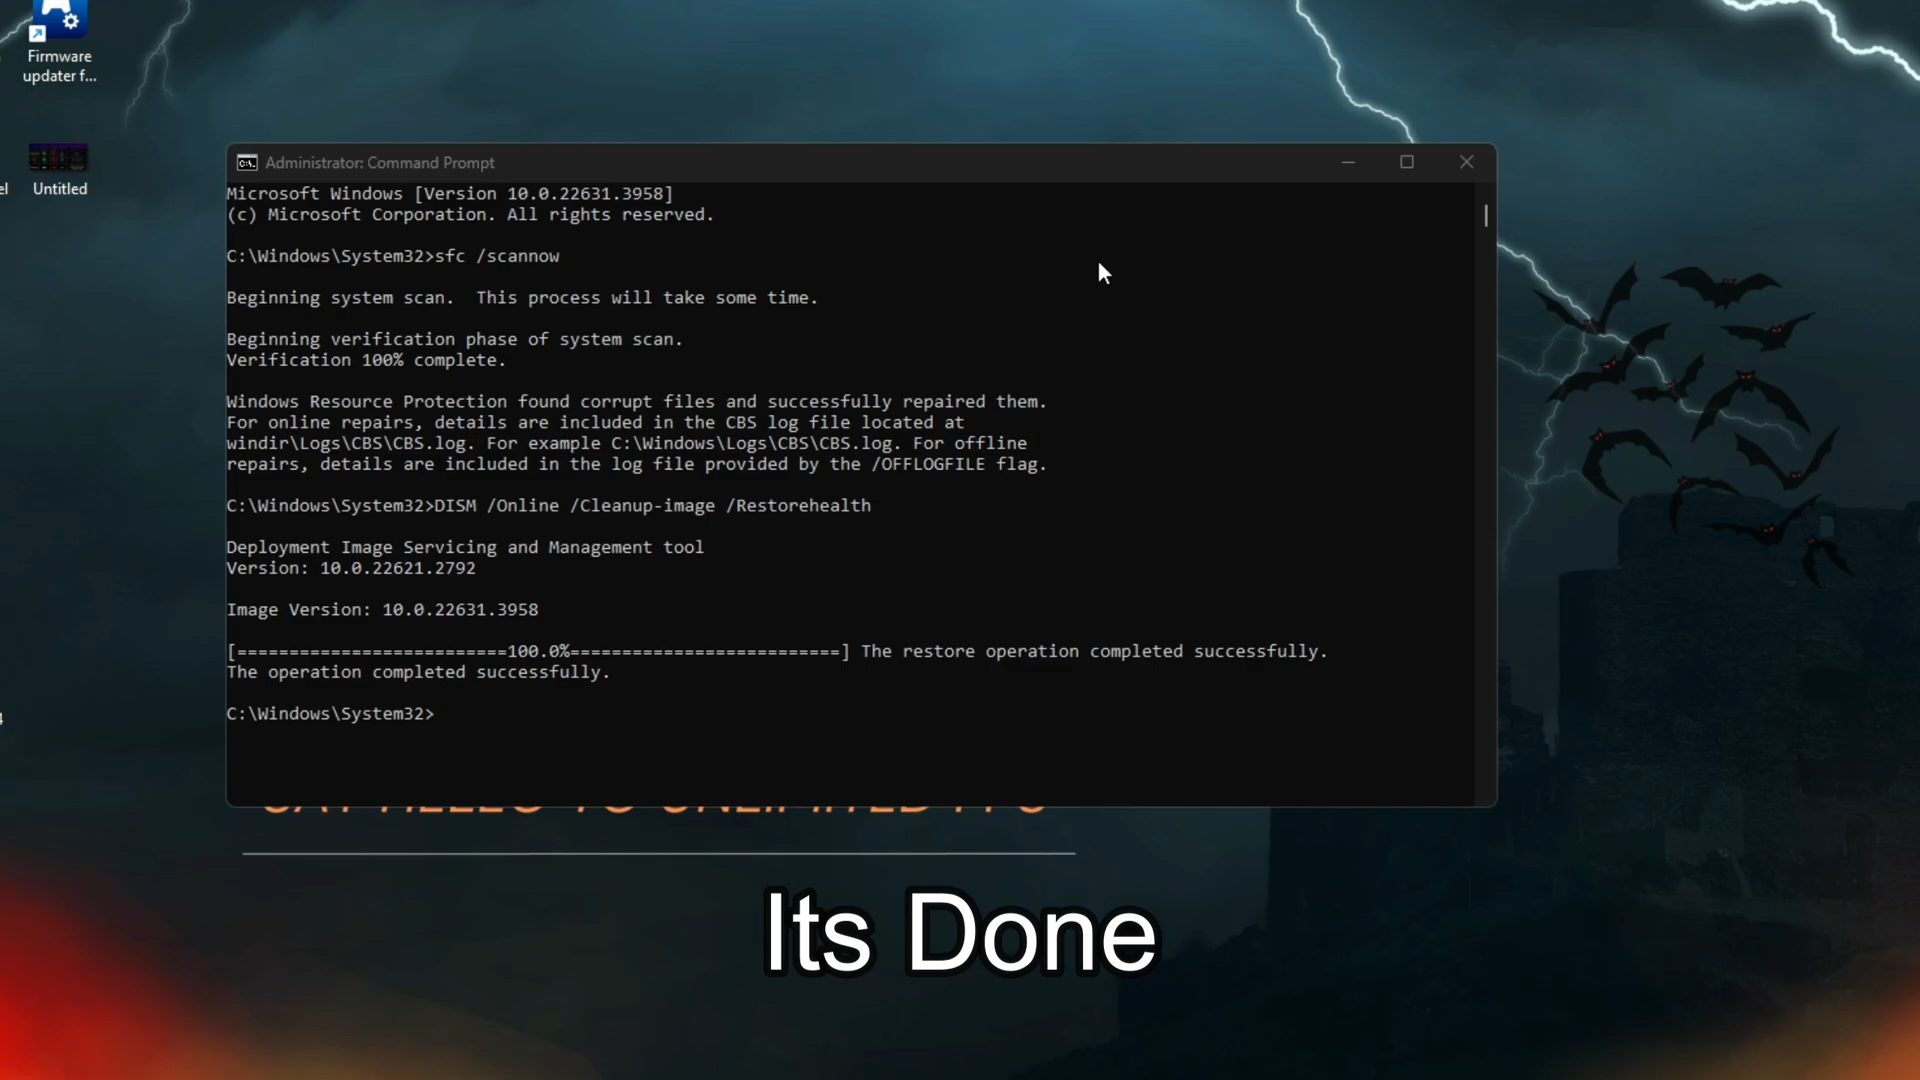 Firmware
updater f...
Untitled
el
Administrator: Command Prompt
Microsoft Windows [Version 10.0.22631.3958]
(c) Microsoft Corporation. All rights reserved.
C:\Windows\System32>sfc /scannow
Beginning system scan.  This process will take some time.
Beginning verification phase of system scan.
Verification 100% complete.
Windows Resource Protection found corrupt files and successfully repaired them.
For online repairs, details are included in the CBS log file located at
windir\Logs\CBS\CBS.log. For example C:\Windows\Logs\CBS\CBS.log. For offline
repairs, details are included in the log file provided by the /OFFLOGFILE flag.
C:\Windows\System32>DISM /Online /Cleanup-image /Restorehealth
Deployment Image Servicing and Management tool
Version: 10.0.22621.2792
Image Version: 10.0.22631.3958
[==========================100.0%==========================] The restore operation completed successfully.
The operation completed successfully.
C:\Windows\System32>
Its Done